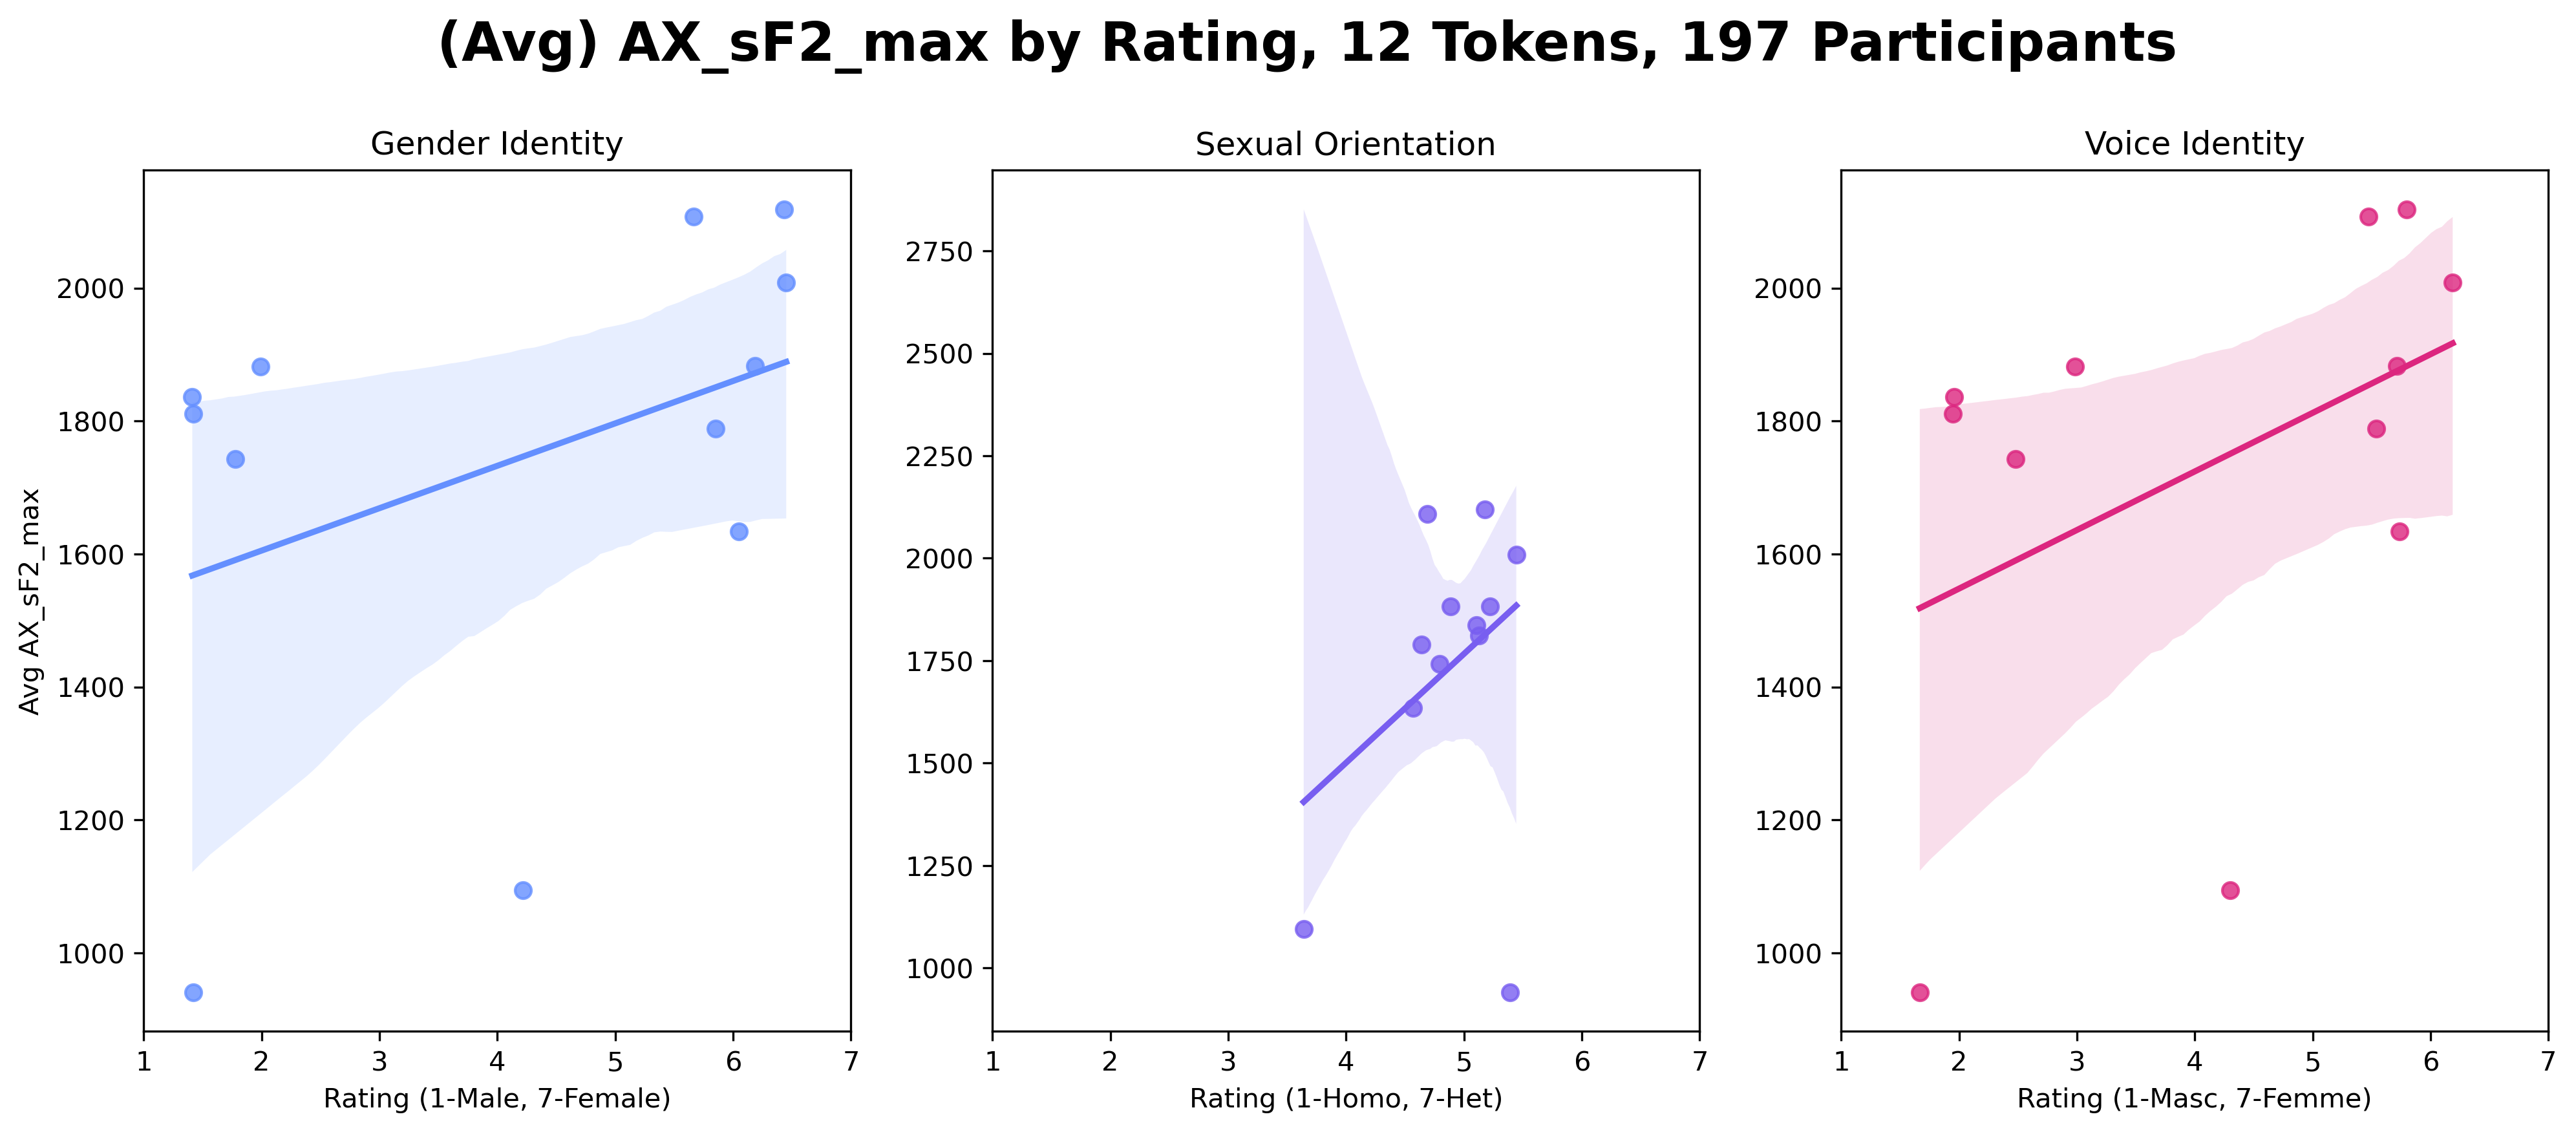 (Avg) AX_sF2_max by Rating, 12 Tokens, 197 Participants
Gender Identity
Avg AX_sF2_max
2000
1800
1600
1400
1200
1000
1 2 3 4 5 6 7
Rating (1-Male, 7-Female)
Sexual Orientation
2750
2500
2250
2000
1750
1500
1250
1000
1 2 3 4 5 6 7
Rating (1-Homo, 7-Het)
Voice Identity
2000
1800
1600
1400
1200
1000
1 2 3 4 5 6 7
Rating (1-Masc, 7-Femme)